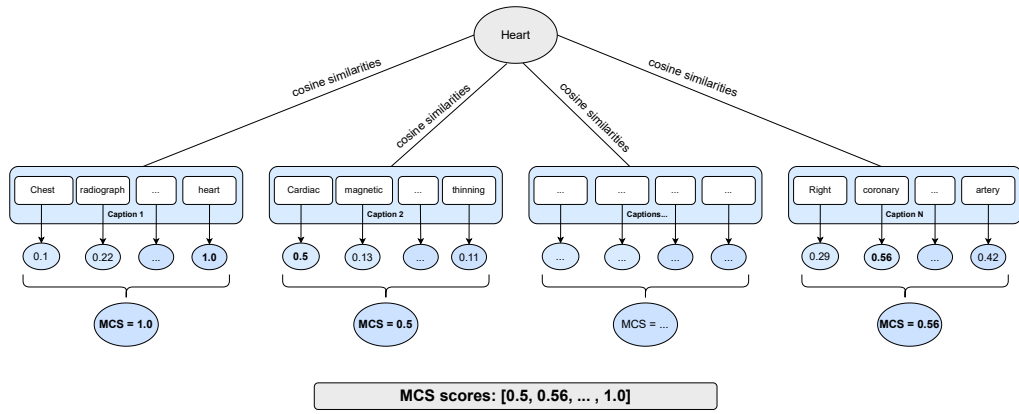 Heart
cosine similarities
cosine similarities
cosine similarities
cosine similarities
Chest radiograph ... heart
Caption 1
Cardiac magnetic ... thinning
Caption 2
... ... ... ...
Captions...
Right coronary ... artery
Caption N
0.1 0.22 ... 1.0
0.5 0.13 ... 0.11
... ... ... ...
0.29 0.56 ... 0.42
MCS = 1.0
MCS = 0.5
MCS = ...
MCS = 0.56
MCS scores: [0.5, 0.56, ... , 1.0]